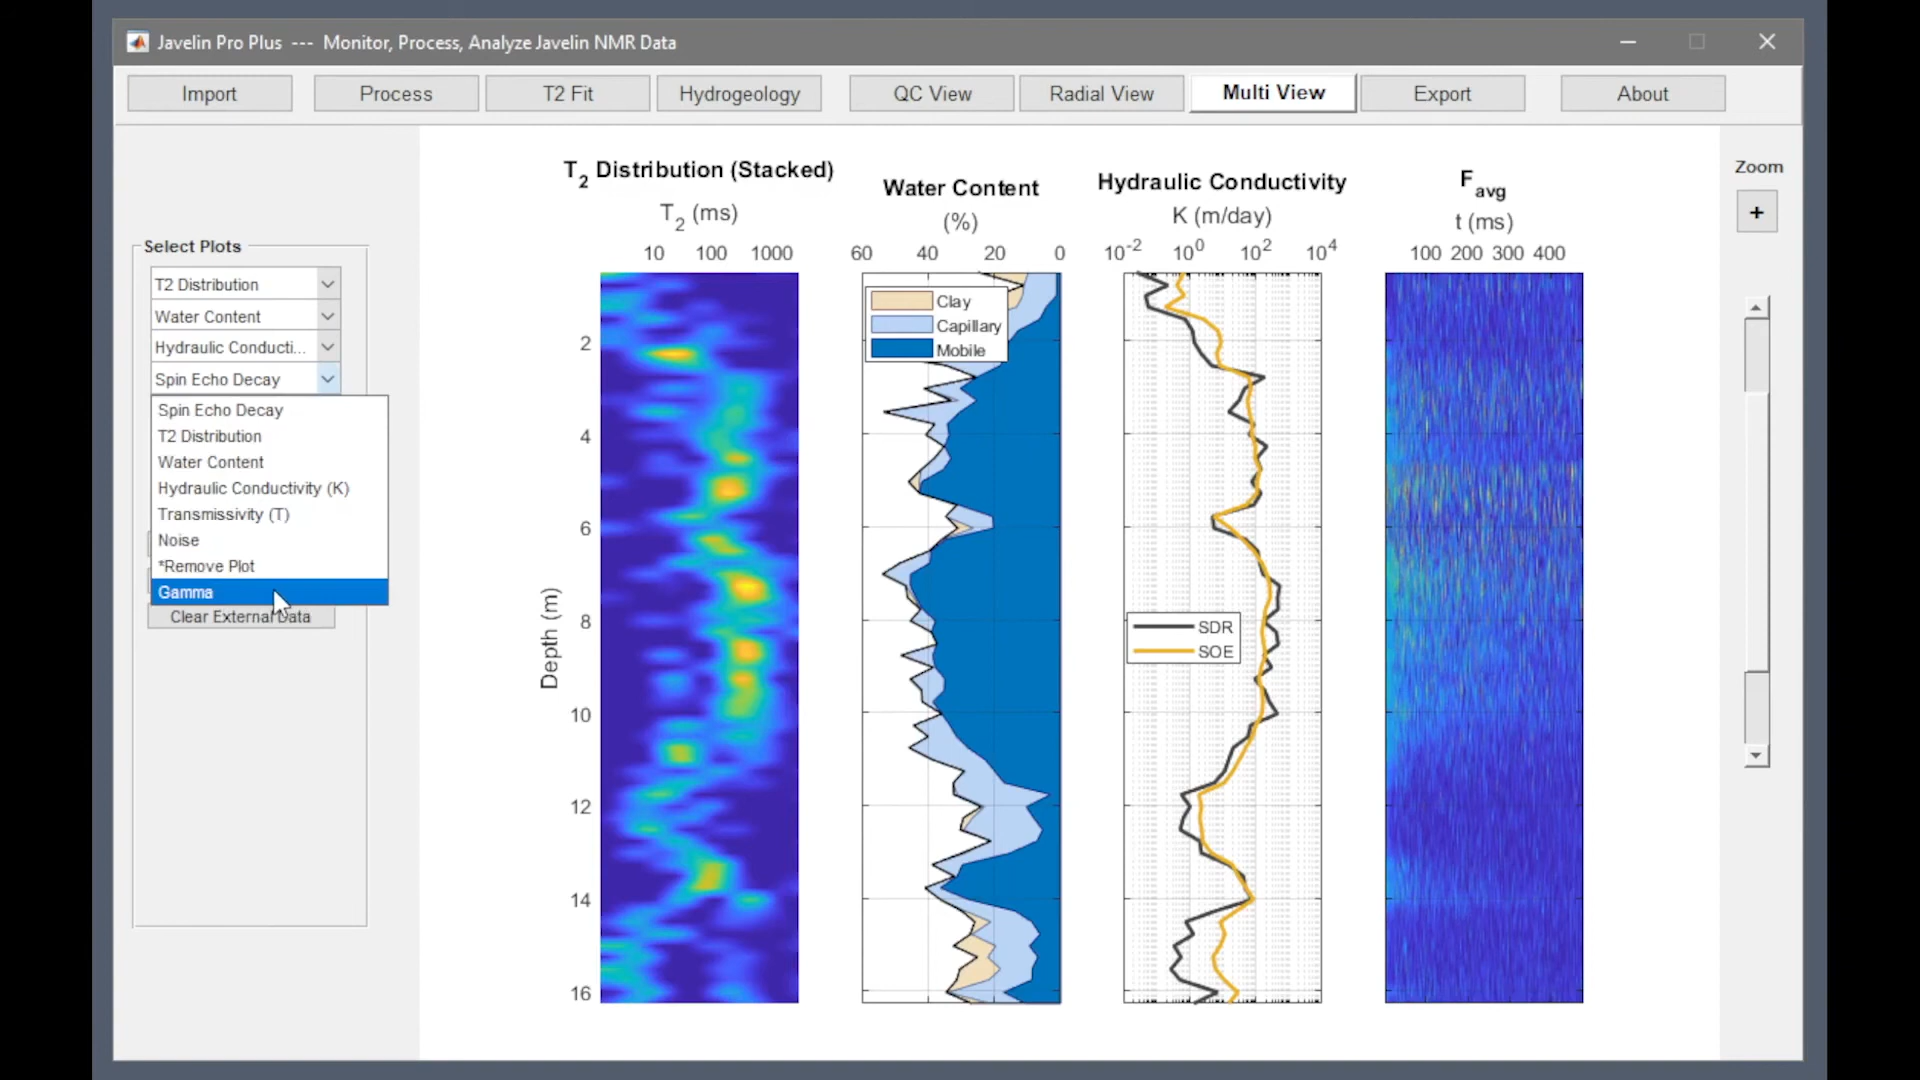 Javelin Pro Plus --- Monitor, Process, Analyze Javelin NMR Data
Import Process T2 Fit Hydrogeology QC View Radial View Multi View Export About
Select Plots
T2 Distribution
Water Content
Hydraulic Conducti...
Spin Echo Decay
Spin Echo Decay
T2 Distribution
Water Content
Hydraulic Conductivity (K)
Transmissivity (T)
Noise
*Remove Plot
Gamma
Clear External Data
T2 Distribution (Stacked)
T2 (ms)
10 100 1000
Depth (m)
2
4
6
8
10
12
14
16
Water Content
(%)
60 40 20 0
Clay
Capillary
Mobile
Hydraulic Conductivity
K (m/day)
10-2 100 102 104
SDR
SOE
Favg
t (ms)
100 200 300 400
Zoom
+